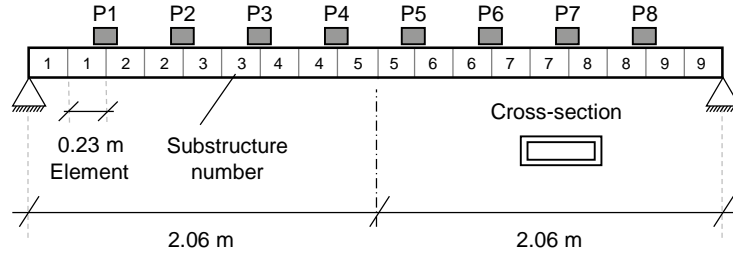 P1 P2 P3 P4 P5 P6 P7 P8
1 1 2 2 3 3 4 4 5 5 6 6 7 7 8 8 9 9
Cross-section
0.23 m
Element
Substructure
number
2.06 m 2.06 m